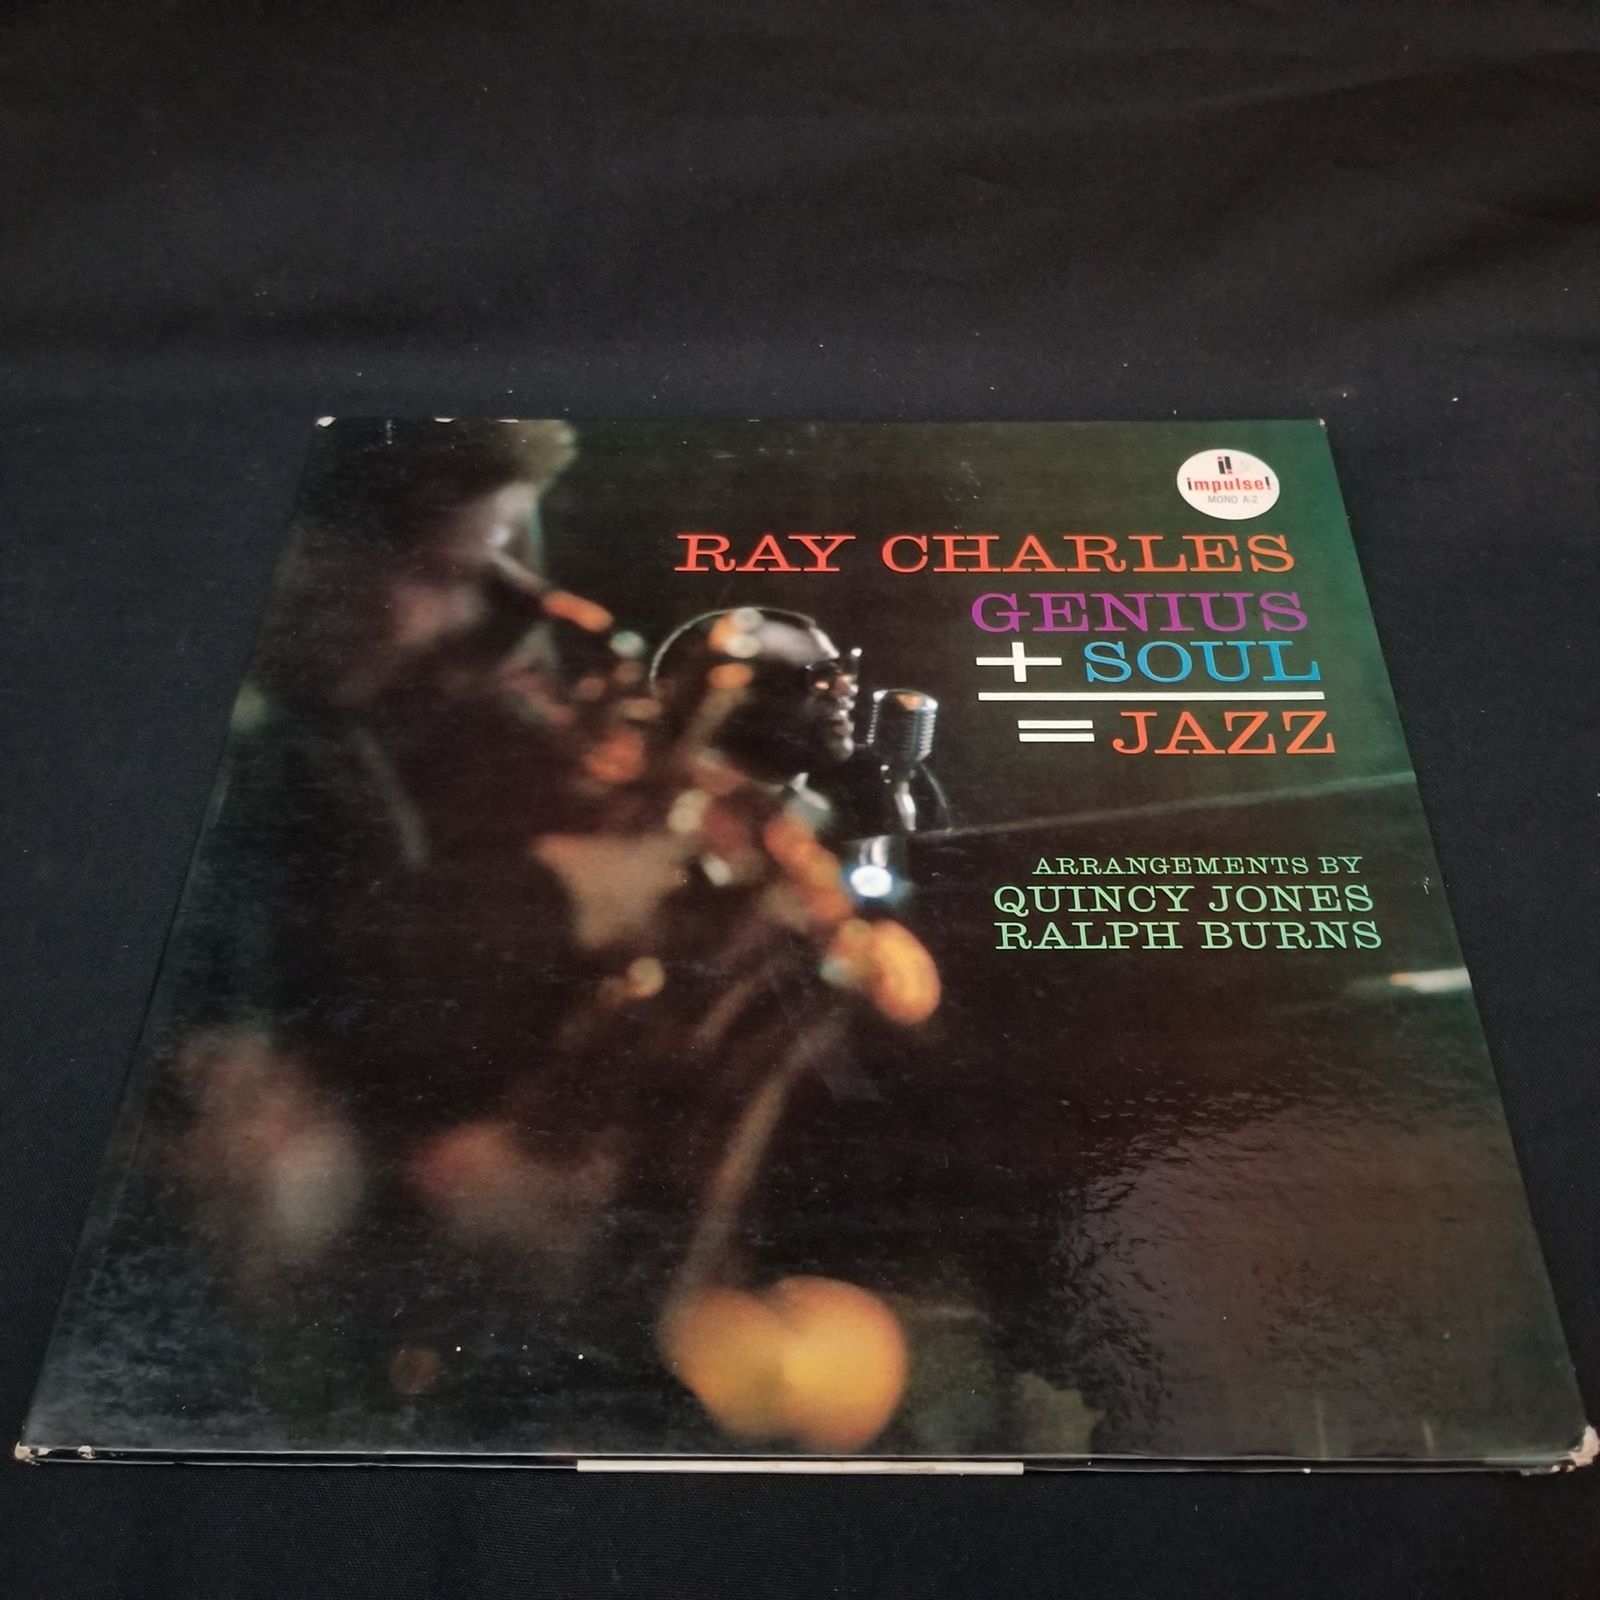 i!
impulse!
MONO A-2
RAY CHARLES
GENIUS
+ SOUL
= JAZZ
ARRANGEMENTS BY
QUINCY JONES
RALPH BURNS